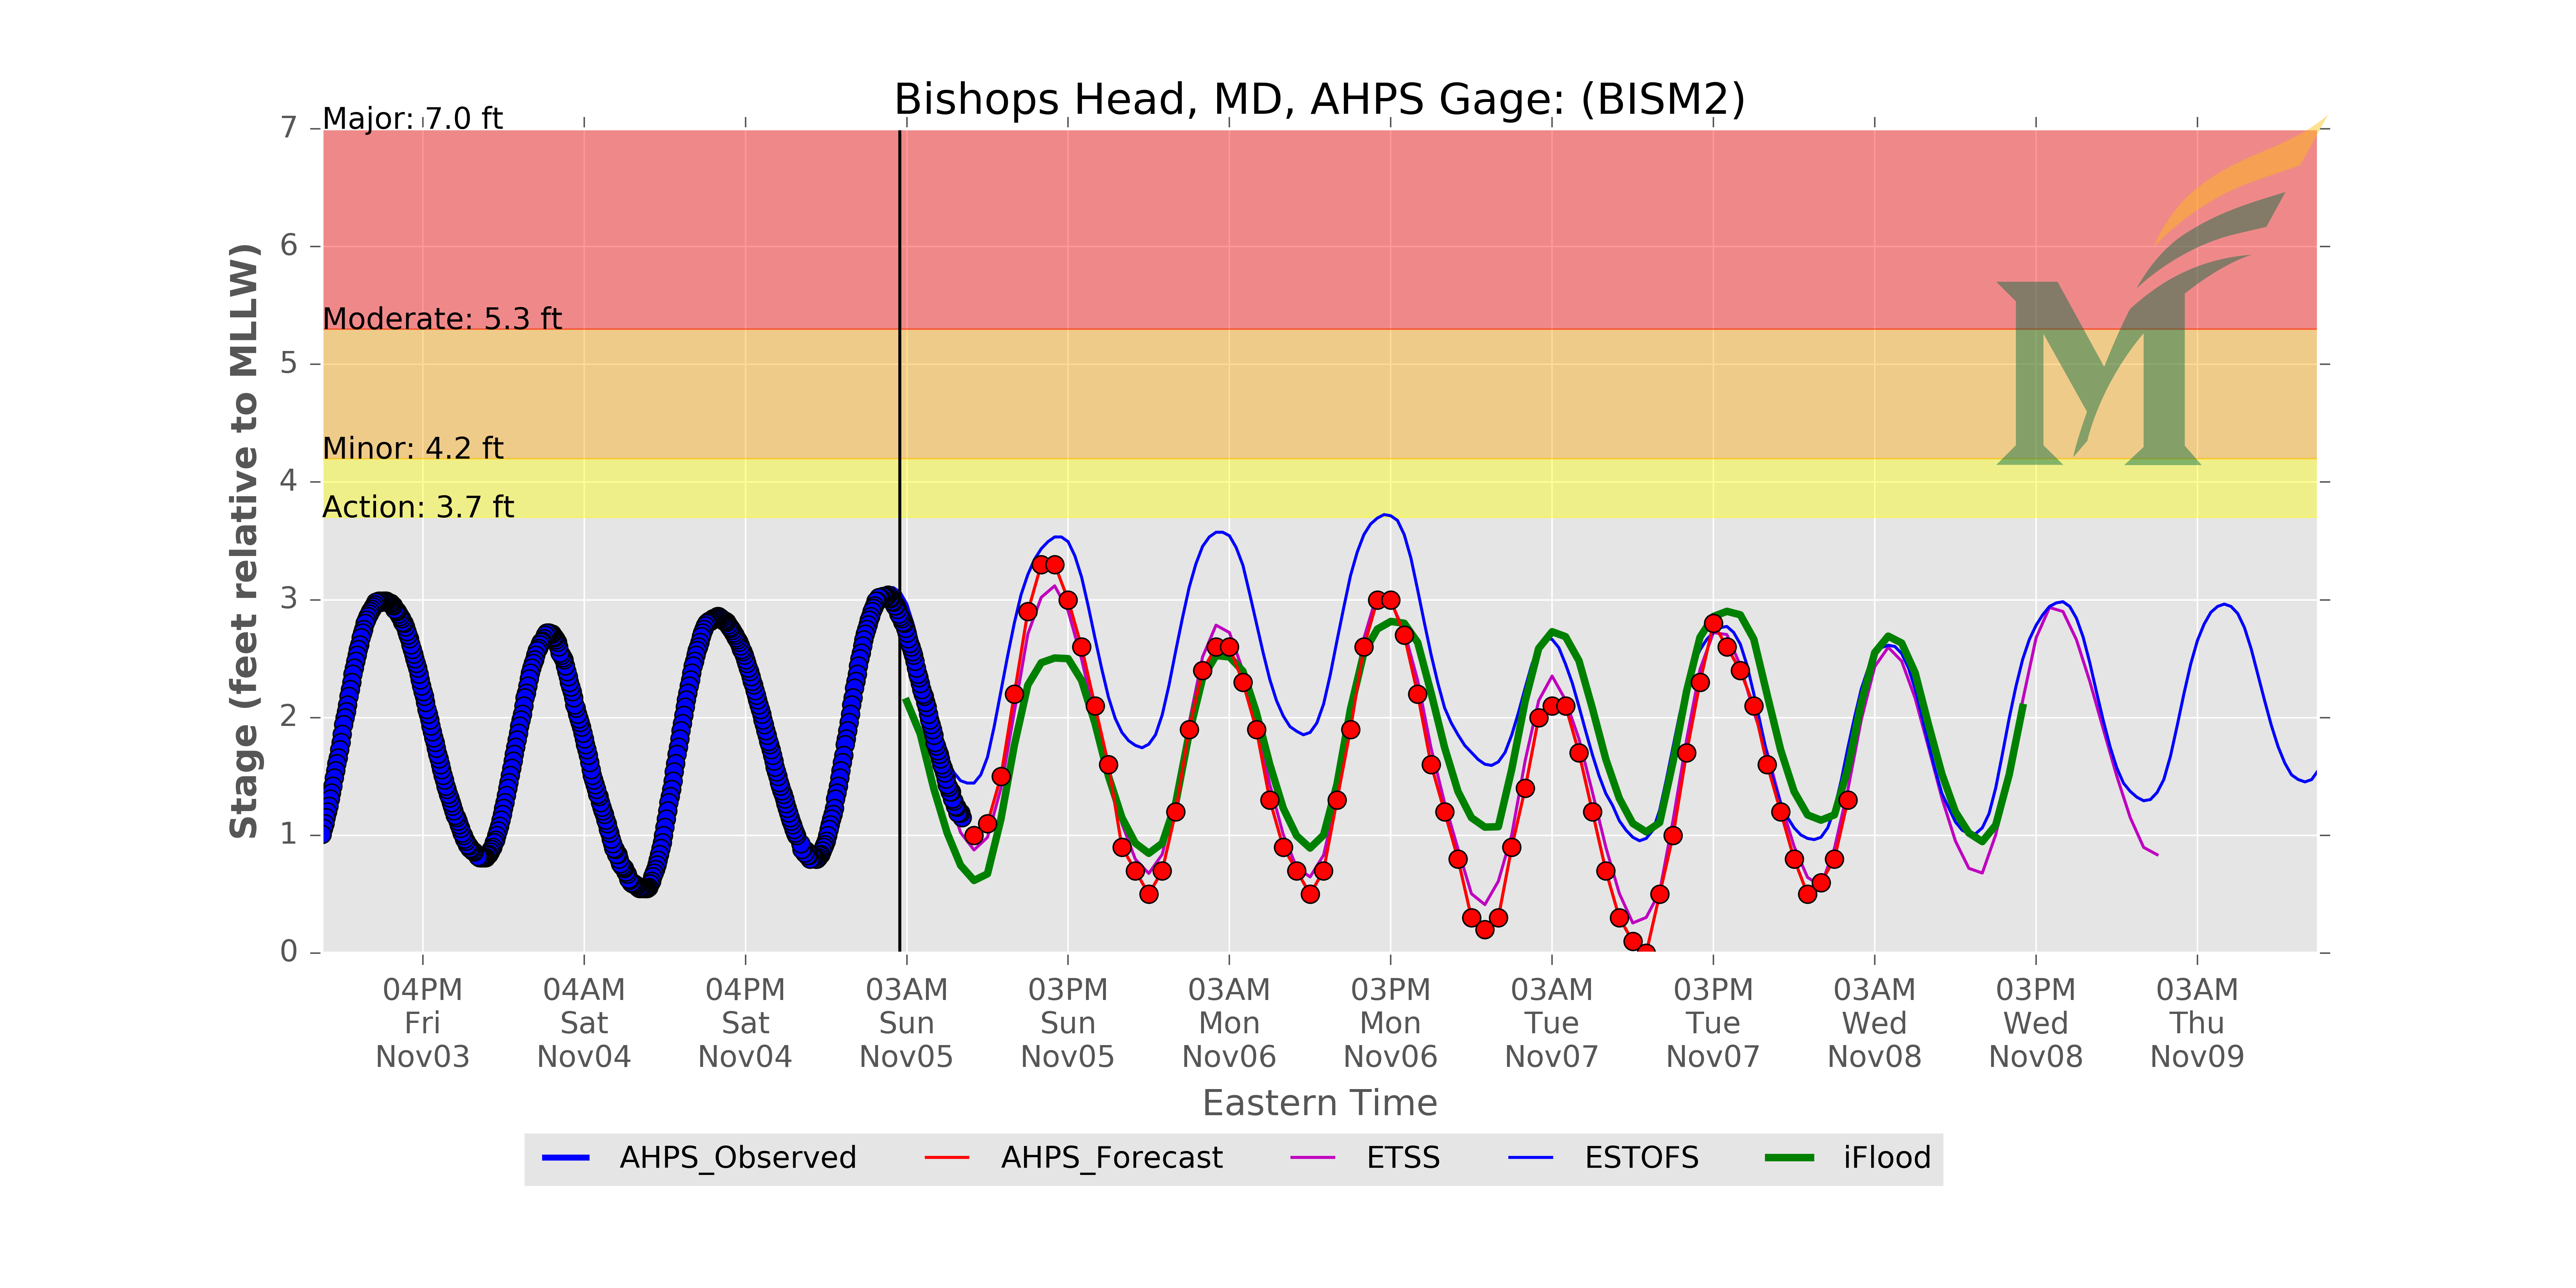 Bishops Head, MD, AHPS Gage: (BISM2)
Major: 7.0 ft
Moderate: 5.3 ft
Minor: 4.2 ft
Action: 3.7 ft
7
6
5
4
3
2
1
0
Stage (feet relative to MLLW)
04PM 04AM 04PM 03AM 03PM 03AM 03PM 03AM 03PM 03AM 03PM 03AM
Fri Sat Sat Sun Sun Mon Mon Tue Tue Wed Wed Thu
Nov03 Nov04 Nov04 Nov05 Nov05 Nov06 Nov06 Nov07 Nov07 Nov08 Nov08 Nov09
Eastern Time
AHPS_Observed AHPS_Forecast ETSS ESTOFS iFlood
M